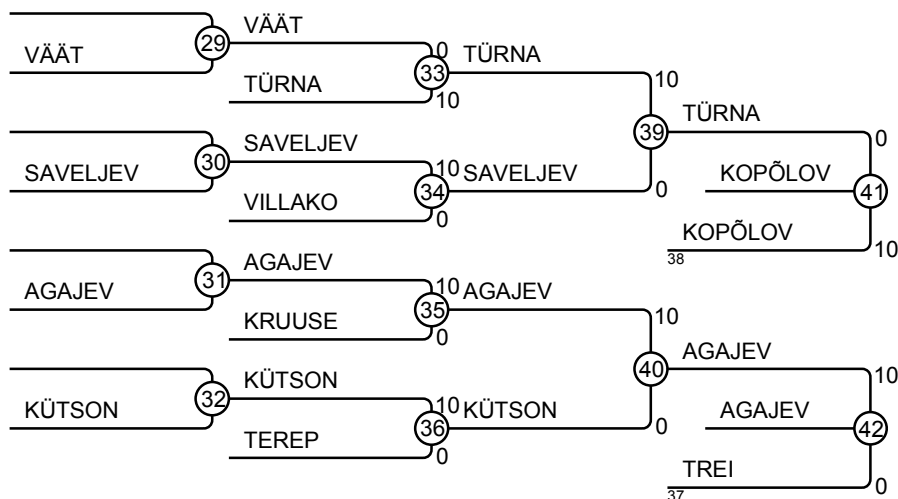 VÄÄT
29
VÄÄT
0
33
TÜRNA
10
TÜRNA
10
SAVELJEV
30
SAVELJEV
10
34
VILLAKO
0
SAVELJEV
0
39
TÜRNA
0
KOPÕLOV
41
KOPÕLOV
38
10
AGAJEV
31
AGAJEV
10
35
KRUUSE
0
AGAJEV
10
KÜTSON
32
KÜTSON
10
36
TEREP
0
KÜTSON
0
40
AGAJEV
10
AGAJEV
42
TREI
37
0